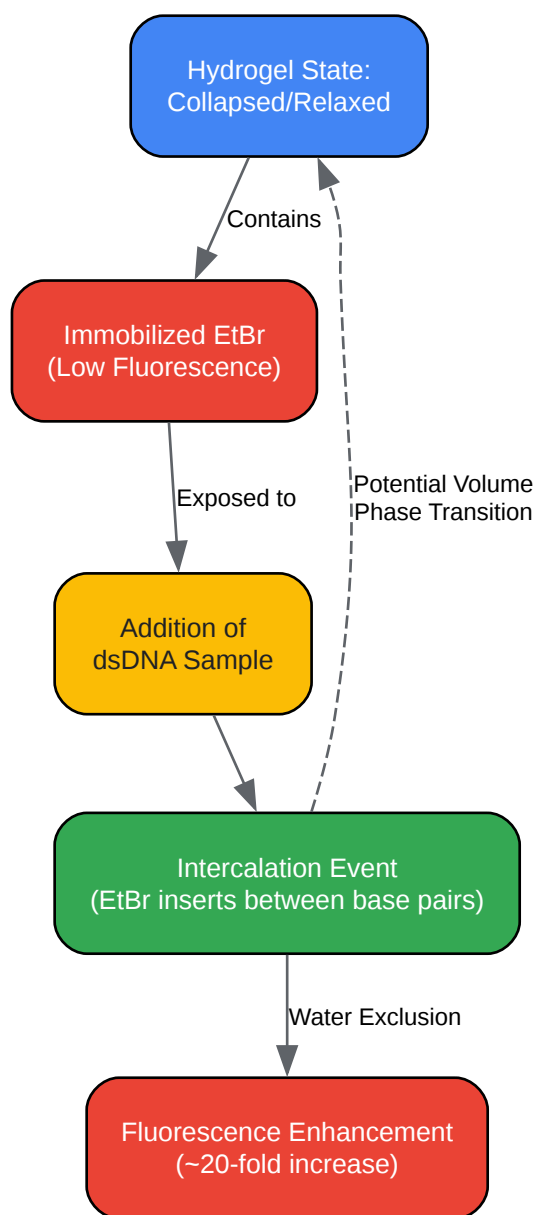 Hydrogel State:
Collapsed/Relaxed
Contains
Immobilized EtBr
(Low Fluorescence)
Exposed to
Potential Volume
Phase Transition
Addition of
dsDNA Sample
Intercalation Event
(EtBr inserts between base pairs)
Water Exclusion
Fluorescence Enhancement
(~20-fold increase)